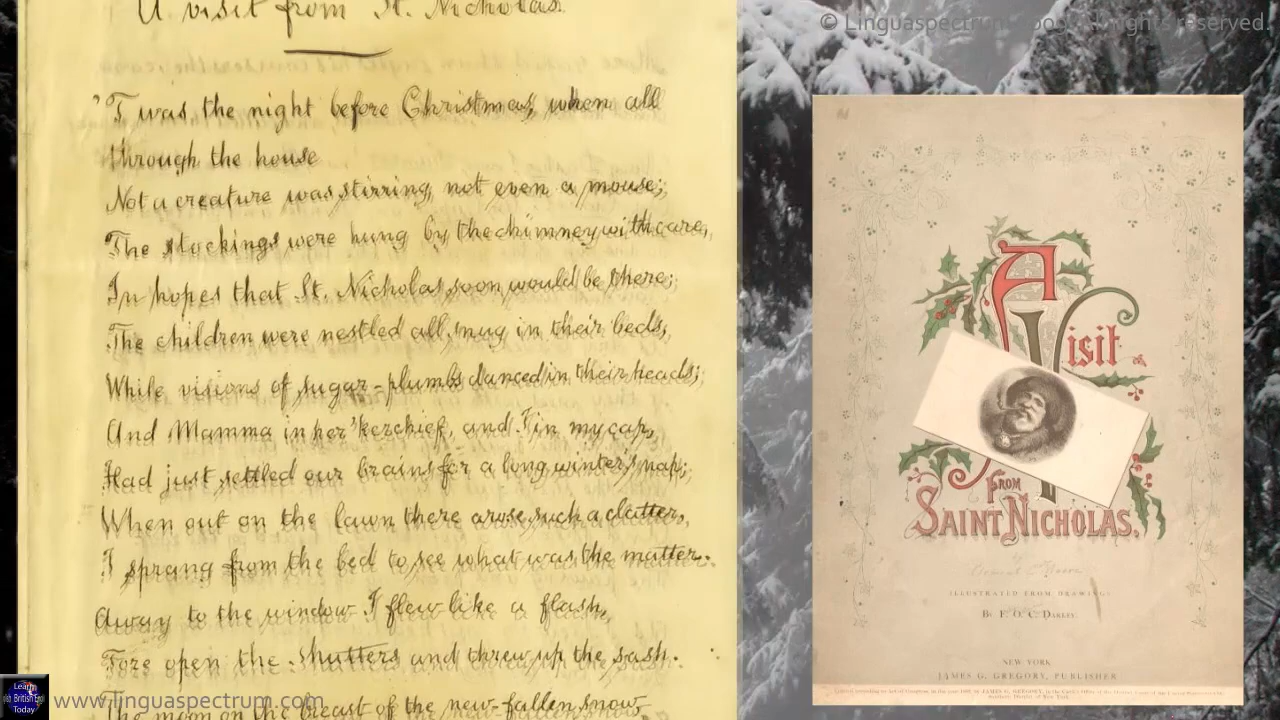 A visit from St. Nicholas.
'Twas the night before Christmas, when all
through the house
Not a creature was stirring, not even a mouse;
The stockings were hung by the chimney with care,
In hopes that St. Nicholas soon would be there;
The children were nestled all snug in their beds,
While visions of sugar-plumbs danced in their heads;
And Mamma in her 'kerchief, and I in my cap,
Had just settled our brains for a long winter's nap;
When out on the lawn there arose such a clatter,
I sprang from the bed to see what was the matter.
Away to the window I flew like a flash,
Tore open the shutters and threw up the sash.
The moon on the breast of the new-fallen snow
© Linguaspectrum rights reserved.
A
Visit
FROM
SAINT NICHOLAS.
ILLUSTRATED FROM DRAWINGS
By F. O. C. DARLEY
NEW YORK
JAMES G. GREGORY, PUBLISHER
Learn
British
Today
www.linguaspectrum.com